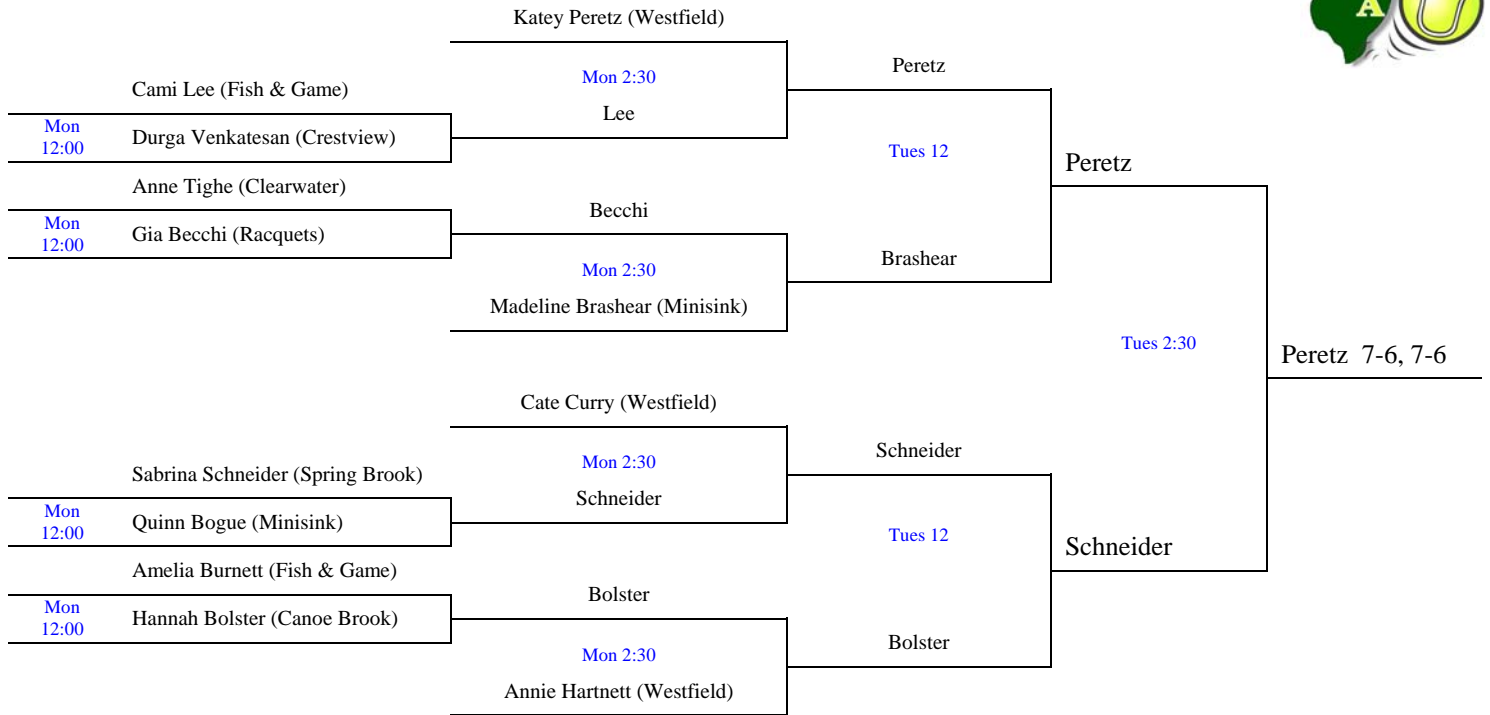 Katey Peretz (Westfield)
A
Mon 2:30
Peretz
Cami Lee (Fish & Game)
Lee
Mon
12:00
Durga Venkatesan (Crestview)
Tues 12
Peretz
Anne Tighe (Clearwater)
Becchi
Mon
12:00
Gia Becchi (Racquets)
Brashear
Mon 2:30
Madeline Brashear (Minisink)
Tues 2:30
Peretz 7-6, 7-6
Cate Curry (Westfield)
Schneider
Mon 2:30
Sabrina Schneider (Spring Brook)
Schneider
Mon
12:00
Quinn Bogue (Minisink)
Tues 12
Schneider
Amelia Burnett (Fish & Game)
Bolster
Mon
12:00
Hannah Bolster (Canoe Brook)
Bolster
Mon 2:30
Annie Hartnett (Westfield)